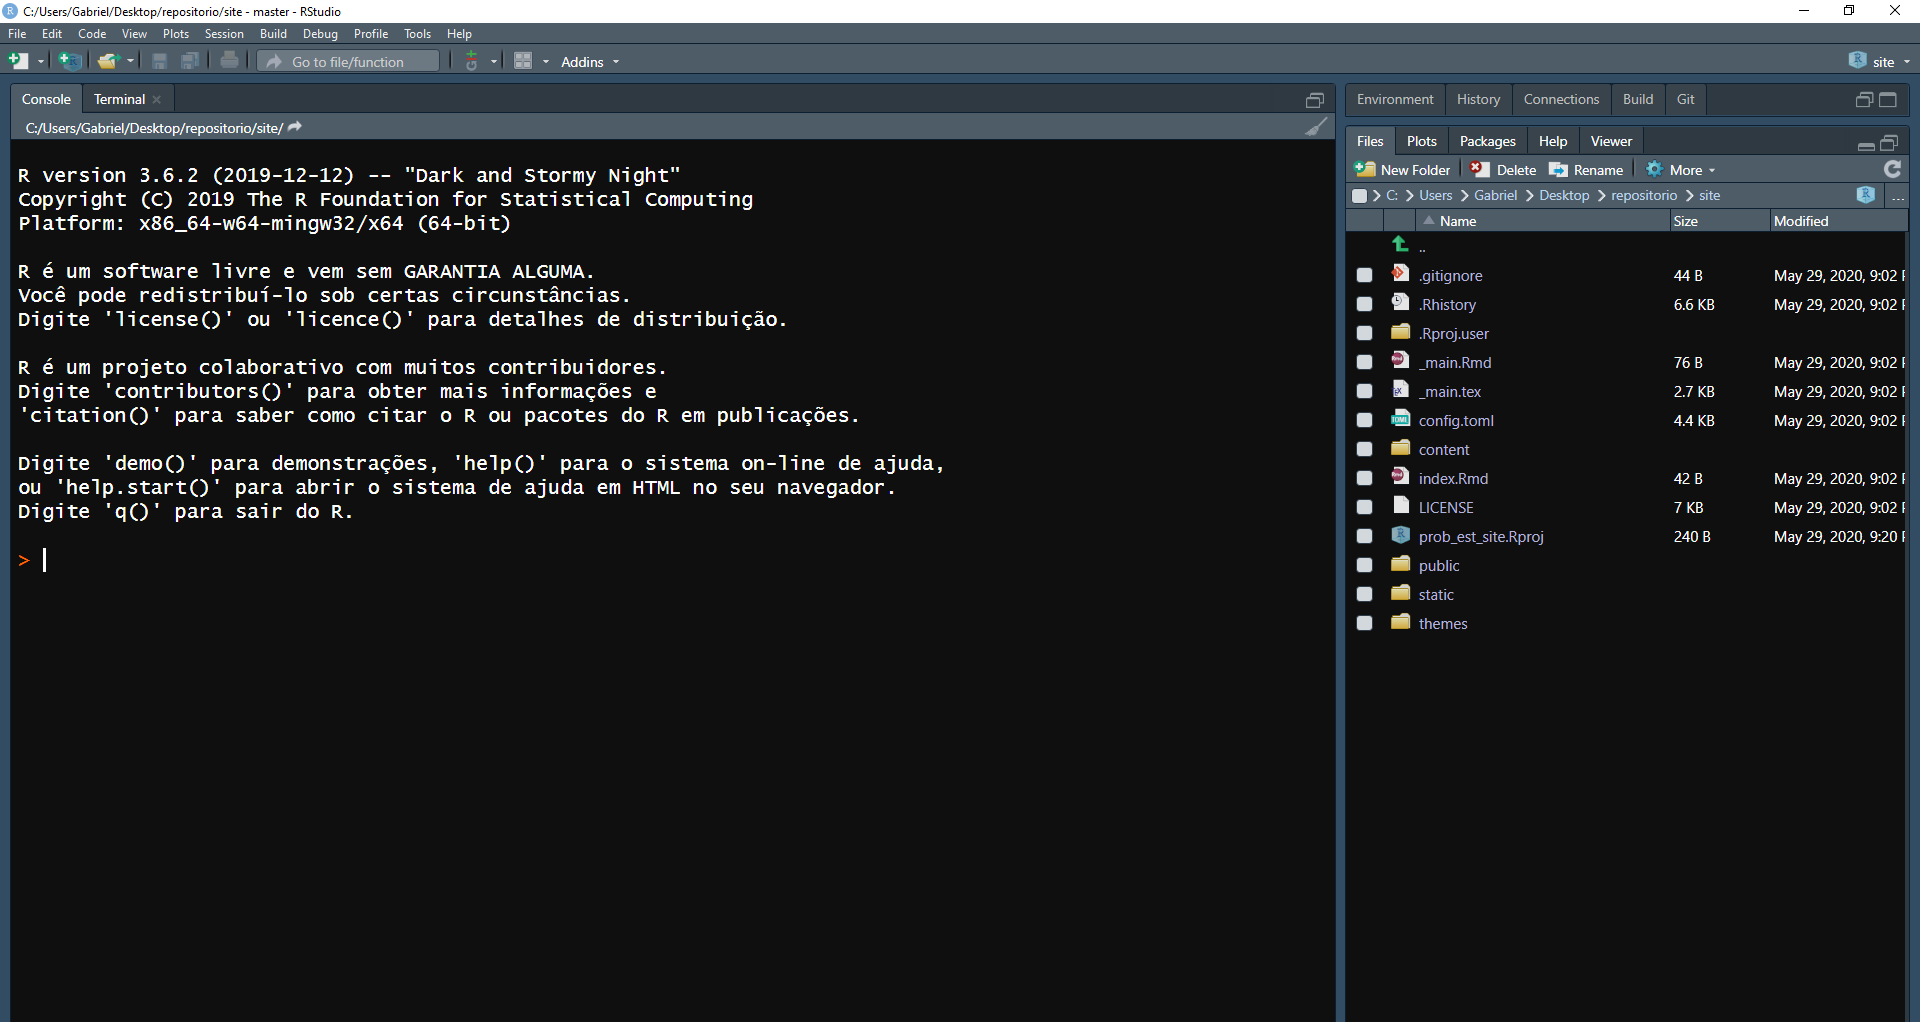 C:/Users/Gabriel/Desktop/repositorio/site - master - RStudio
File Edit Code View Plots Session Build Debug Profile Tools Help
Go to file/function Addins site
Console Terminal
C:/Users/Gabriel/Desktop/repositorio/site/
R version 3.6.2 (2019-12-12) -- "Dark and Stormy Night"
Copyright (C) 2019 The R Foundation for Statistical Computing
Platform: x86_64-w64-mingw32/x64 (64-bit)
R é um software livre e vem sem GARANTIA ALGUMA.
Você pode redistribuí-lo sob certas circunstâncias.
Digite 'license()' ou 'licence()' para detalhes de distribuição.
R é um projeto colaborativo com muitos contribuidores.
Digite 'contributors()' para obter mais informações e
'citation()' para saber como citar o R ou pacotes do R em publicações.
Digite 'demo()' para demonstrações, 'help()' para o sistema on-line de ajuda,
ou 'help.start()' para abrir o sistema de ajuda em HTML no seu navegador.
Digite 'q()' para sair do R.
>
Environment History Connections Build Git
Files Plots Packages Help Viewer
New Folder Delete Rename More
C: Users Gabriel Desktop repositorio site ...
Name Size Modified
..
.gitignore 44 B May 29, 2020, 9:02
.Rhistory 6.6 KB May 29, 2020, 9:02
.Rproj.user
_main.Rmd 76 B May 29, 2020, 9:02
_main.tex 2.7 KB May 29, 2020, 9:02
config.toml 4.4 KB May 29, 2020, 9:02
content
index.Rmd 42 B May 29, 2020, 9:02
LICENSE 7 KB May 29, 2020, 9:02
prob_est_site.Rproj 240 B May 29, 2020, 9:20
public
static
themes